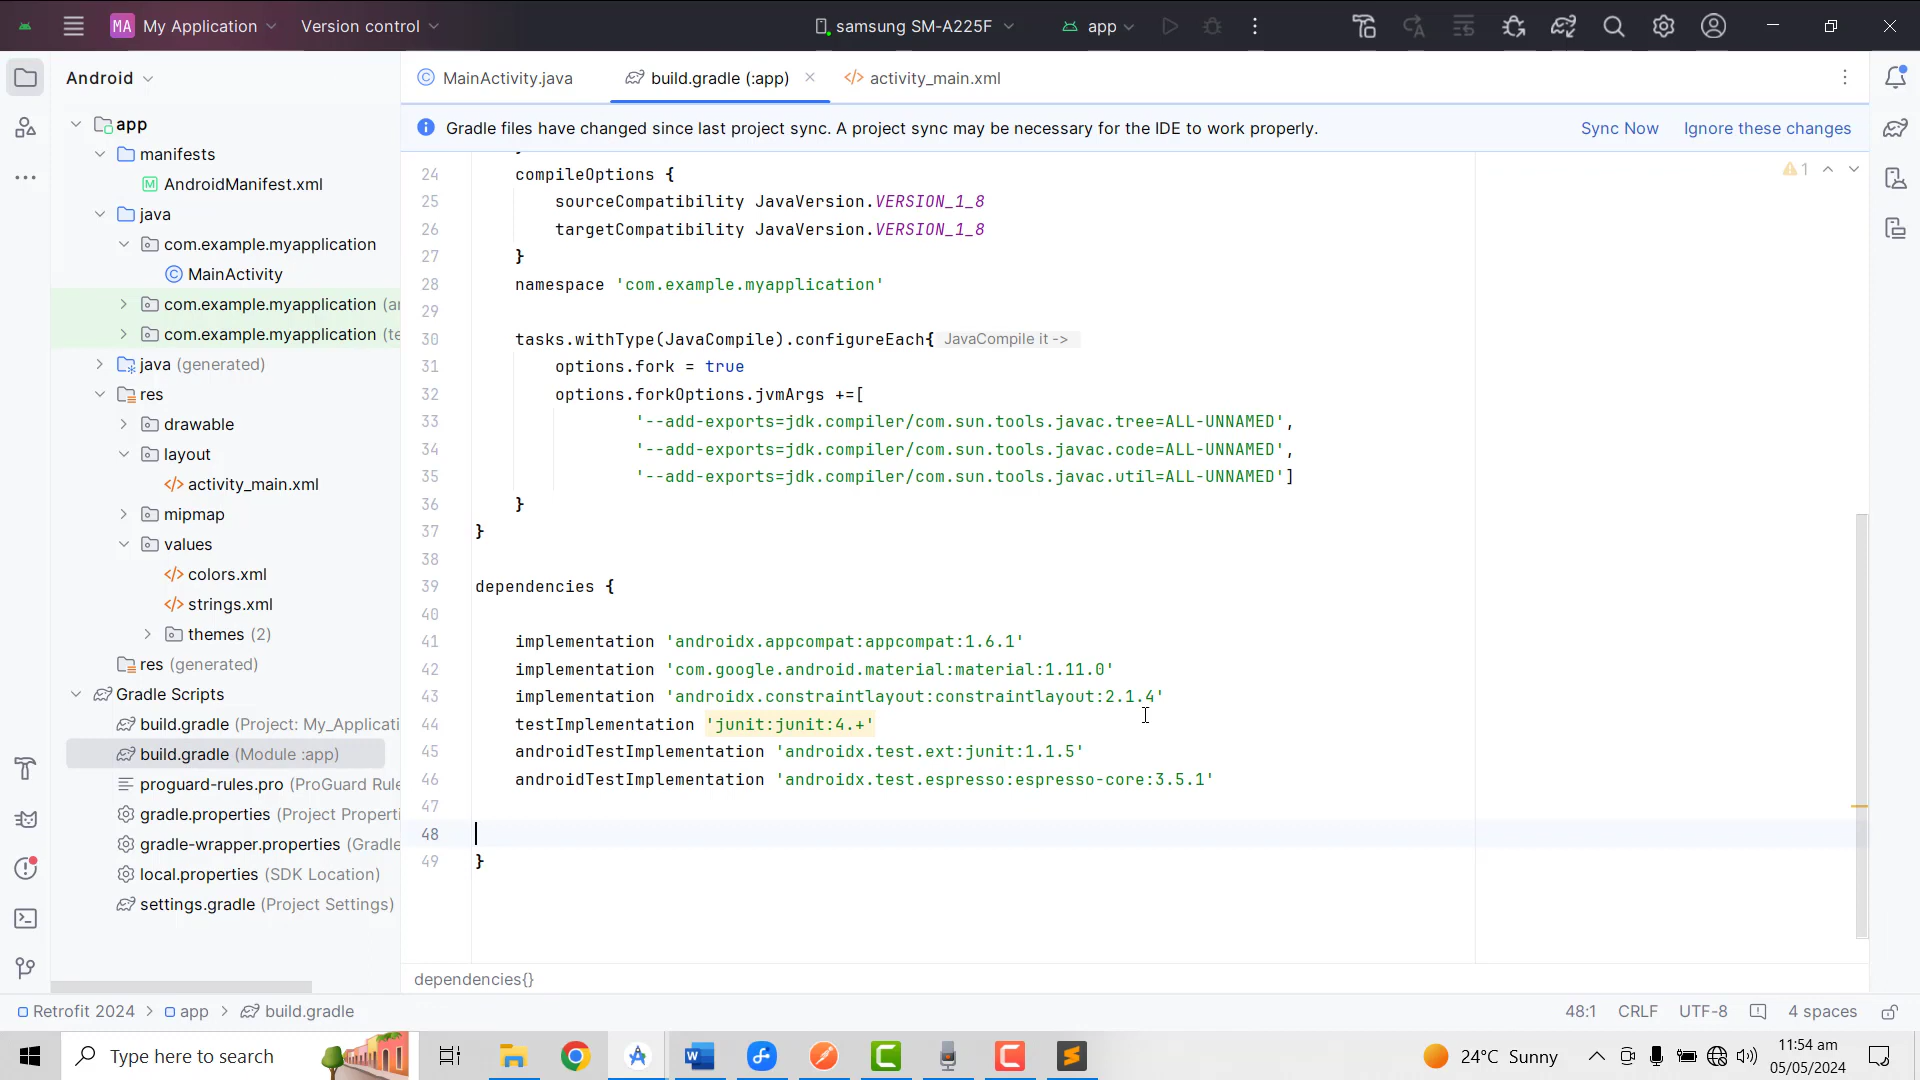 MA My Application
Version control
samsung SM-A225F
app
Android
MainActivity.java
build.gradle (:app)
activity_main.xml
Gradle files have changed since last project sync. A project sync may be necessary for the IDE to work properly.
Sync Now
Ignore these changes
app
manifests
AndroidManifest.xml
java
com.example.myapplication
MainActivity
com.example.myapplication (ar
com.example.myapplication (te
java (generated)
res
drawable
layout
activity_main.xml
mipmap
values
colors.xml
strings.xml
themes (2)
res (generated)
Gradle Scripts
build.gradle (Project: My_Applicati
build.gradle (Module :app)
proguard-rules.pro (ProGuard Rule
gradle.properties (Project Properti
gradle-wrapper.properties (Gradle
local.properties (SDK Location)
settings.gradle (Project Settings)
1
24 compileOptions {
25 sourceCompatibility JavaVersion.VERSION_1_8
26 targetCompatibility JavaVersion.VERSION_1_8
27 }
28 namespace 'com.example.myapplication'
29
30 tasks.withType(JavaCompile).configureEach{ JavaCompile it ->
31 options.fork = true
32 options.forkOptions.jvmArgs +=[
33 '--add-exports=jdk.compiler/com.sun.tools.javac.tree=ALL-UNNAMED',
34 '--add-exports=jdk.compiler/com.sun.tools.javac.code=ALL-UNNAMED',
35 '--add-exports=jdk.compiler/com.sun.tools.javac.util=ALL-UNNAMED']
36 }
37 }
38
39 dependencies {
40
41 implementation 'androidx.appcompat:appcompat:1.6.1'
42 implementation 'com.google.android.material:material:1.11.0'
43 implementation 'androidx.constraintlayout:constraintlayout:2.1.4'
44 testImplementation 'junit:junit:4.+'
45 androidTestImplementation 'androidx.test.ext:junit:1.1.5'
46 androidTestImplementation 'androidx.test.espresso:espresso-core:3.5.1'
47
48
49 }
dependencies{}
Retrofit 2024 > app > build.gradle
48:1
CRLF
UTF-8
4 spaces
Type here to search
24°C Sunny
11:54 am
05/05/2024